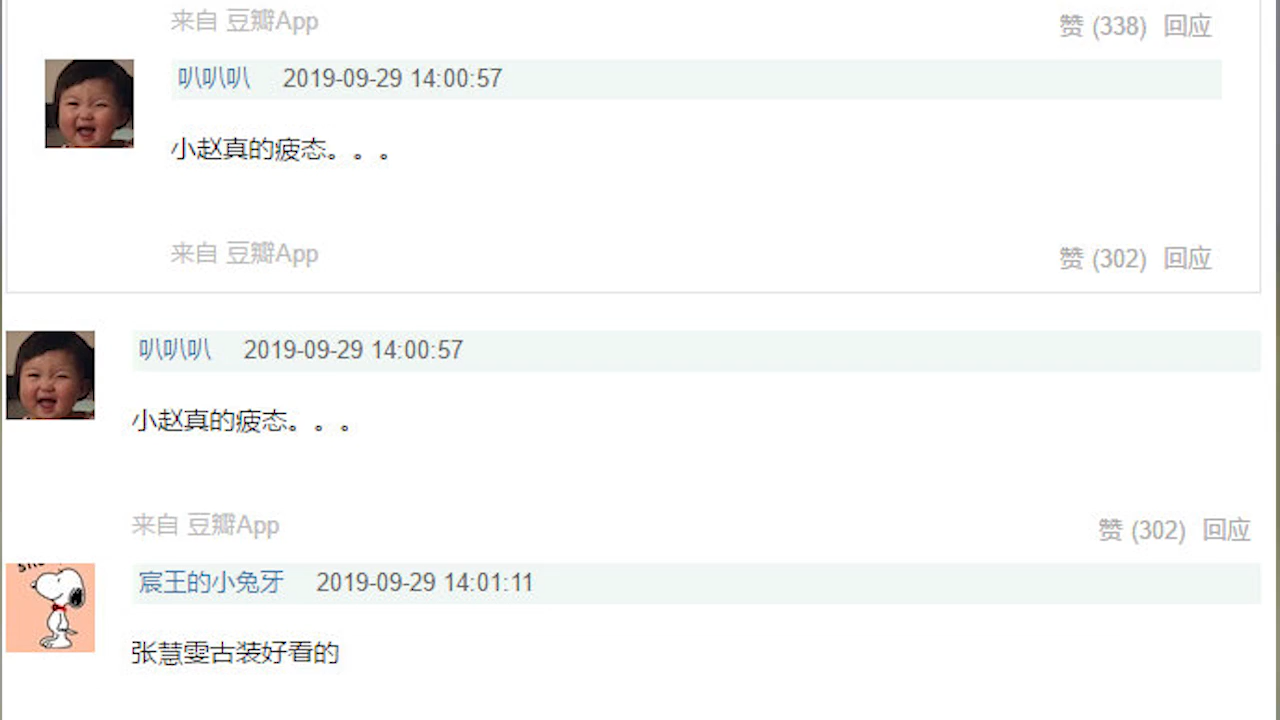 来自 豆瓣App
赞 (338) 回应
叭叭叭 2019-09-29 14:00:57
小赵真的疲态。。。
来自 豆瓣App
赞 (302) 回应
叭叭叭 2019-09-29 14:00:57
小赵真的疲态。。。
来自 豆瓣App
赞 (302) 回应
宸王的小兔牙 2019-09-29 14:01:11
张慧雯古装好看的